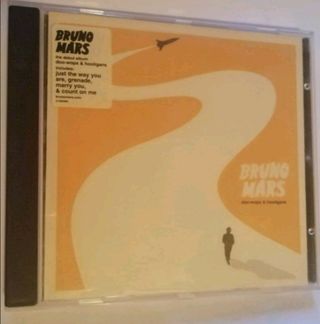 BRUNO
MARS
the debut album
doo-wops & hooligans
includes:
just the way you
are, grenade,
marry you,
& count on me
BRUNO
MARS
doo-wops & hooligans